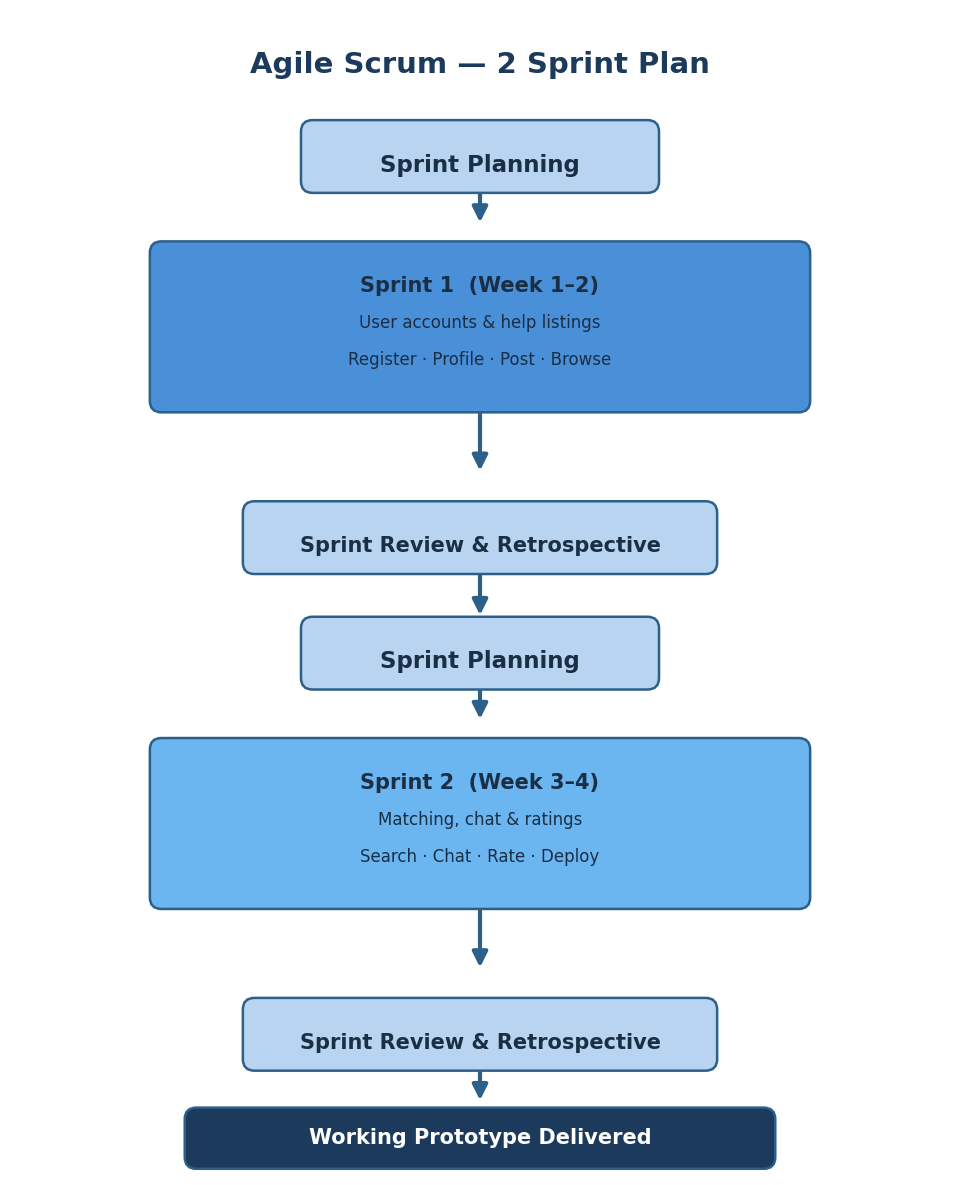 Agile Scrum — 2 Sprint Plan
Sprint Planning
Sprint 1 (Week 1–2)
User accounts & help listings
Register · Profile · Post · Browse
Sprint Review & Retrospective
Sprint Planning
Sprint 2 (Week 3–4)
Matching, chat & ratings
Search · Chat · Rate · Deploy
Sprint Review & Retrospective
Working Prototype Delivered